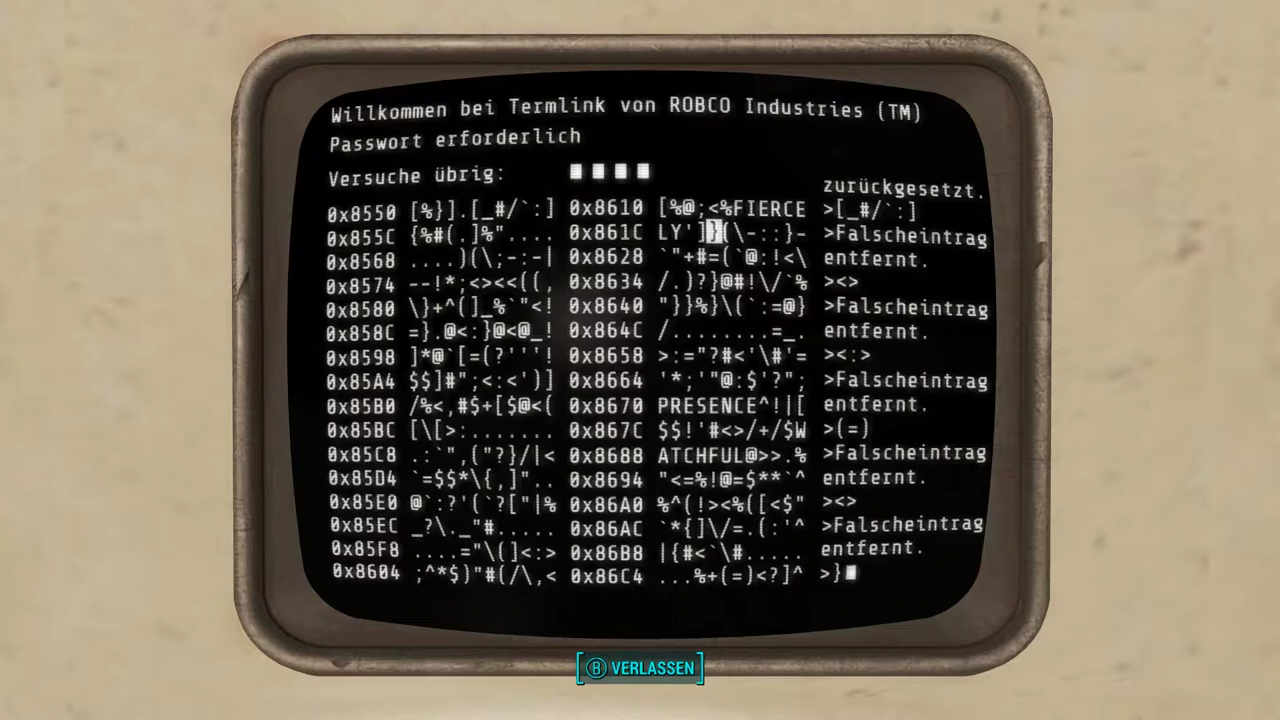 Willkommen bei Termlink von ROBCO Industries (TM)
Passwort erforderlich
Versuche übrig: ■ ■ ■ ■
zurückgesetzt.
0x8550 [%}].[_#/`:] 0x8610 [%@;<%FIERCE >[_#/`:]
0x855C {%#(.]%".... 0x861C LY']}(\-::}- >Falscheintrag
0x8568 ....)(\;-:-| 0x8628 `"+#=(`@:!<\ entfernt.
0x8574 --!*;<><<((, 0x8634 /.)?}@#!\/`% ><>
0x8580 \}+^(]_%`"<! 0x8640 "}}%}\(`:=@} >Falscheintrag
0x858C =}.@<:}@<@_! 0x864C /........=_. entfernt.
0x8598 ]*@`[=(?'''! 0x8658 >:="?#<'\#'= ><:>
0x85A4 $$]#";<:<')] 0x8664 '*;'"@:$'?"; >Falscheintrag
0x85B0 /%<,#$+[$@<( 0x8670 PRESENCE^!|[ entfernt.
0x85BC [\[>:....... 0x867C $$!'#<>/+/$W >(=)
0x85C8 .:`",("?}/|< 0x8688 ATCHFUL@>>.% >Falscheintrag
0x85D4 `=$$*\{,]".. 0x8694 "<=%!@=$**`^ entfernt.
0x85E0 @`:?'(`?["|% 0x86A0 %^(!><%([<$" ><>
0x85EC _?\._"#..... 0x86AC `*{]\/=.(:'^ >Falscheintrag
0x85F8 ...."="\(]<:> 0x86B8 |{#<`\#..... entfernt.
0x8604 ;^*$)"#(/\,< 0x86C4 ...%+(=)<?]^ >}■
B VERLASSEN